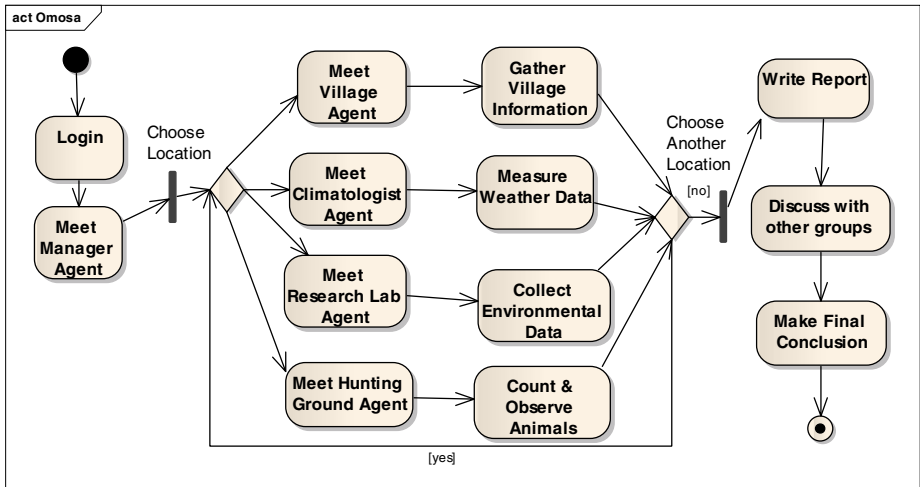 act Omosa
Login
Meet
Manager
Agent
Choose
Location
Meet
Village
Agent
Gather
Village
Information
Meet
Climatologist
Agent
Measure
Weather Data
Meet
Research Lab
Agent
Collect
Environmental
Data
Meet Hunting
Ground Agent
Count &
Observe
Animals
[yes]
Choose
Another
Location
[no]
Write Report
Discuss with
other groups
Make Final
Conclusion